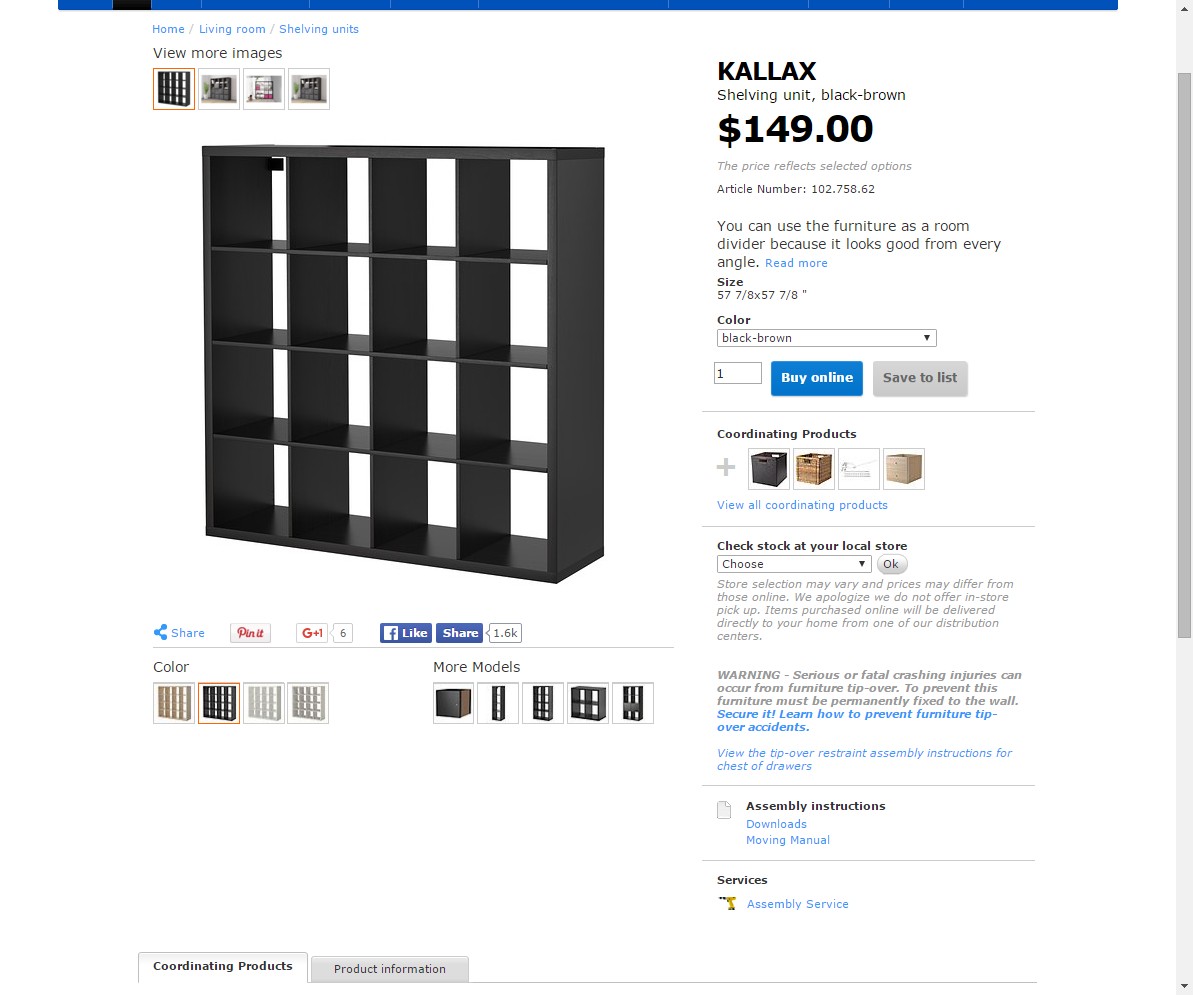 Home / Living room / Shelving units
View more images
KALLAX
Shelving unit, black-brown
$149.00
The price reflects selected options
Article Number: 102.758.62
You can use the furniture as a room
divider because it looks good from every
angle. Read more
Size
57 7/8x57 7/8 "
Color
black-brown
1
Buy online
Save to list
Coordinating Products
View all coordinating products
Check stock at your local store
Choose
Ok
Store selection may vary and prices may differ from
those online. We apologize we do not offer in-store
pick up. Items purchased online will be delivered
directly to your home from one of our distribution
centers.
Share
Pin it
G+1
6
Like
Share
1.6k
Color
More Models
WARNING - Serious or fatal crashing injuries can
occur from furniture tip-over. To prevent this
furniture must be permanently fixed to the wall.
Secure it! Learn how to prevent furniture tip-
over accidents.
View the tip-over restraint assembly instructions for
chest of drawers
Assembly instructions
Downloads
Moving Manual
Services
Assembly Service
Coordinating Products
Product information